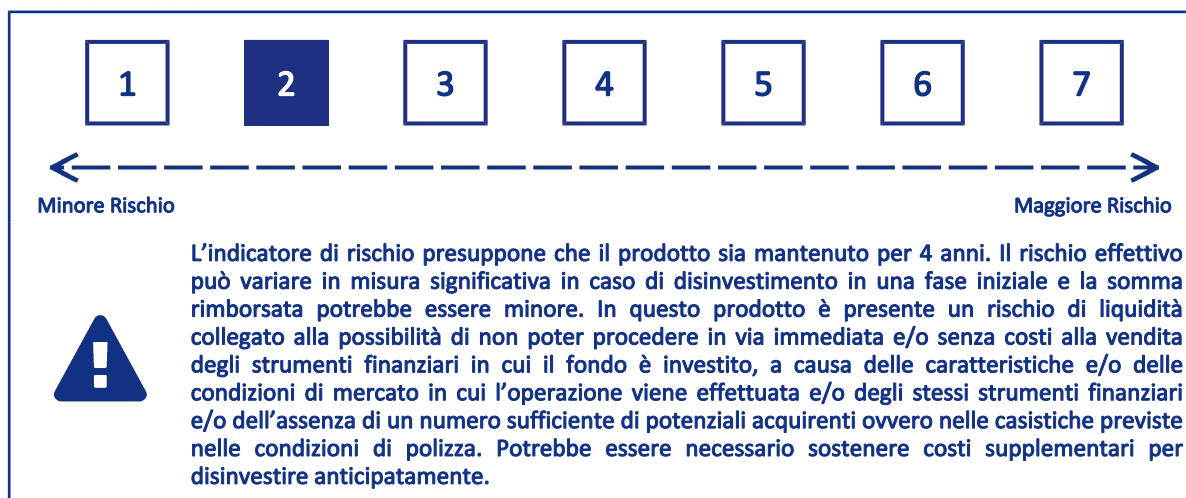 1 2 3 4 5 6 7
Minore Rischio Maggiore Rischio
L’indicatore di rischio presuppone che il prodotto sia mantenuto per 4 anni. Il rischio effettivo
può variare in misura significativa in caso di disinvestimento in una fase iniziale e la somma
rimborsata potrebbe essere minore. In questo prodotto è presente un rischio di liquidità
collegato alla possibilità di non poter procedere in via immediata e/o senza costi alla vendita
degli strumenti finanziari in cui il fondo è investito, a causa delle caratteristiche e/o delle
condizioni di mercato in cui l’operazione viene effettuata e/o degli stessi strumenti finanziari
e/o dell’assenza di un numero sufficiente di potenziali acquirenti ovvero nelle casistiche previste
nelle condizioni di polizza. Potrebbe essere necessario sostenere costi supplementari per
disinvestire anticipatamente.